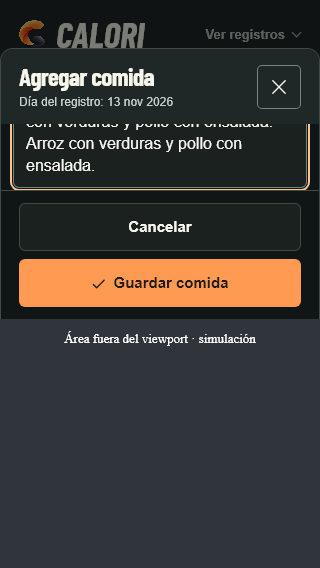 CALORI
Ver registros
Agregar comida
Día del registro: 13 nov 2026
con verduras y pollo con ensalada.
Arroz con verduras y pollo con
ensalada.
Cancelar
Guardar comida
Área fuera del viewport · simulación